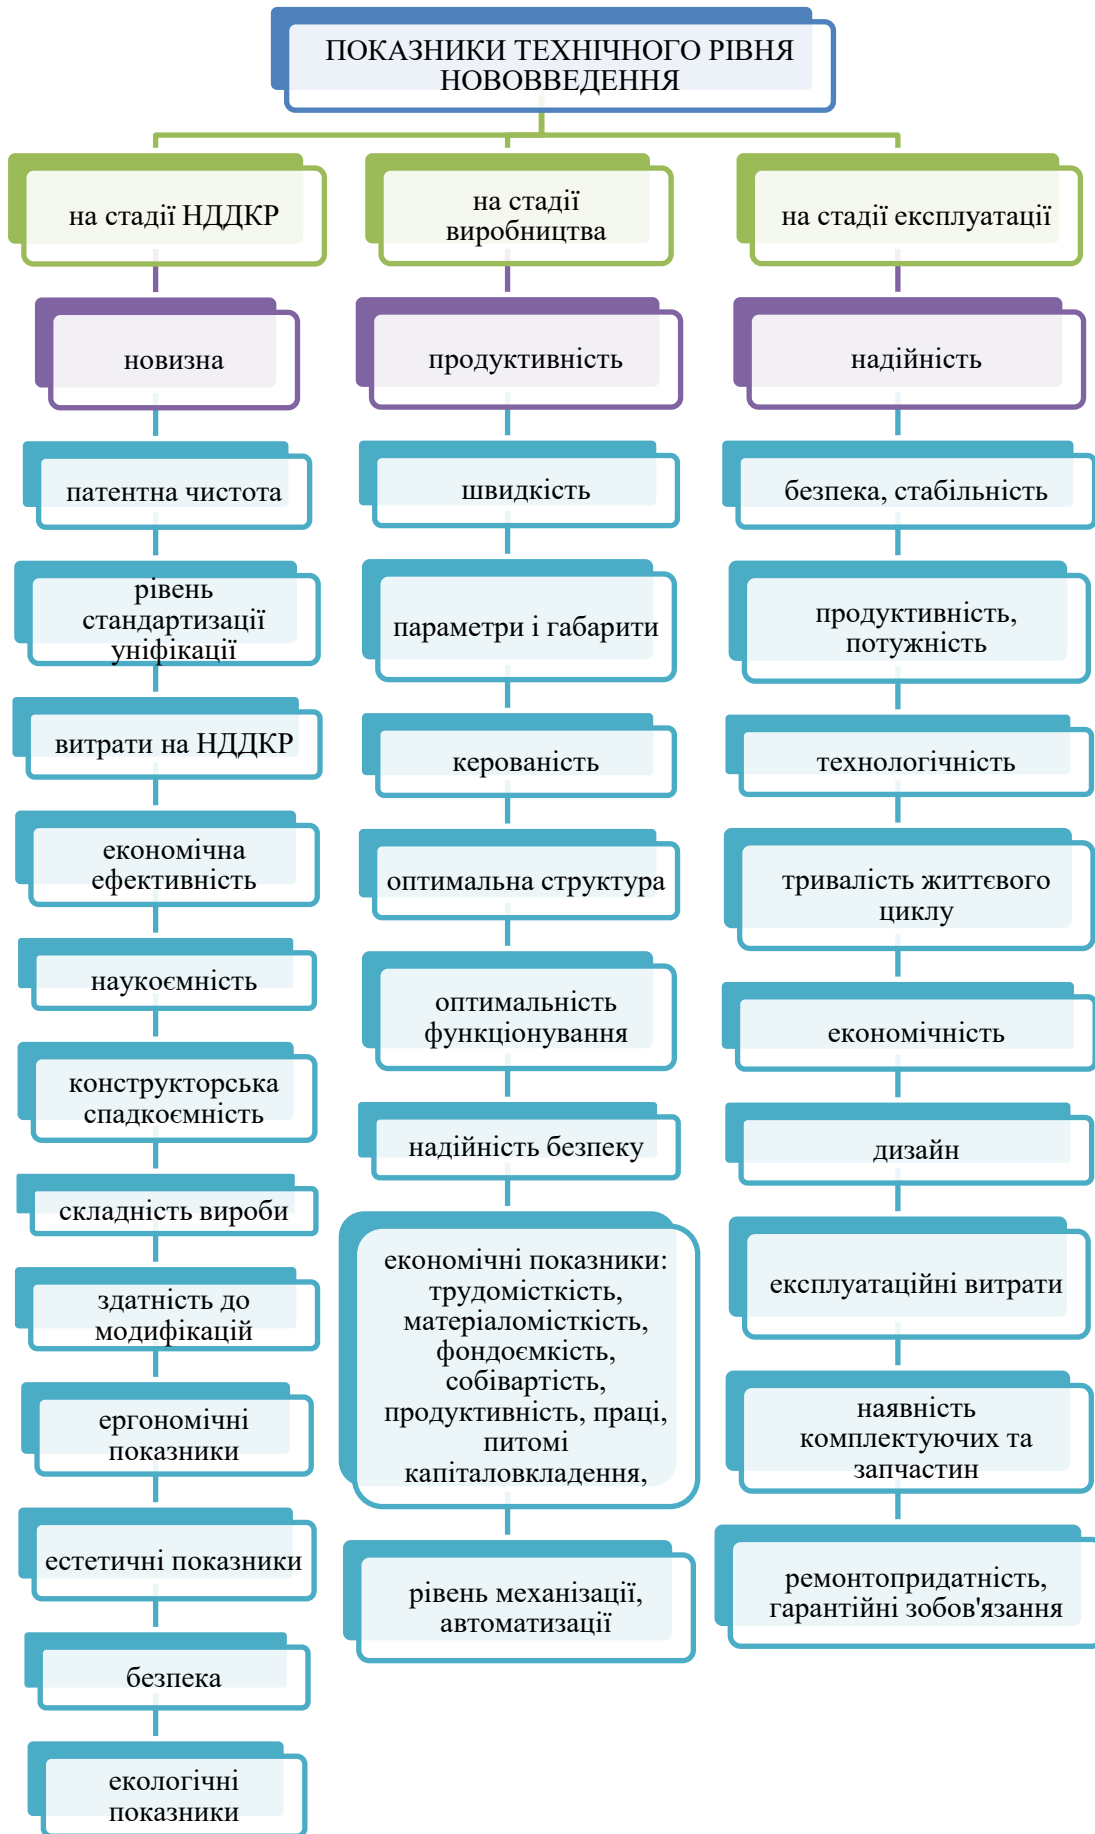 ПОКАЗНИКИ ТЕХНІЧНОГО РІВНЯ
НОВОВВЕДЕННЯ
на стадії НДДКР
новизна
патентна чистота
рівень
стандартизації
уніфікації
витрати на НДДКР
економічна
ефективність
наукоємність
конструкторська
спадкоємність
складність вироби
здатність до
модифікацій
ергономічні
показники
естетичні показники
безпека
екологічні
показники
на стадії
виробництва
продуктивність
швидкість
параметри і габарити
керованість
оптимальна структура
оптимальність
функціонування
надійність безпеку
економічні показники:
трудомісткість,
матеріаломісткість,
фондоємкість,
собівартість,
продуктивність, праці,
питомі
капіталовкладення,
рівень механізації,
автоматизації
на стадії експлуатації
надійність
безпека, стабільність
продуктивність,
потужність
технологічність
тривалість життєвого
циклу
економічність
дизайн
експлуатаційні витрати
наявність
комплектуючих та
запчастин
ремонтопридатність,
гарантійні зобов'язання